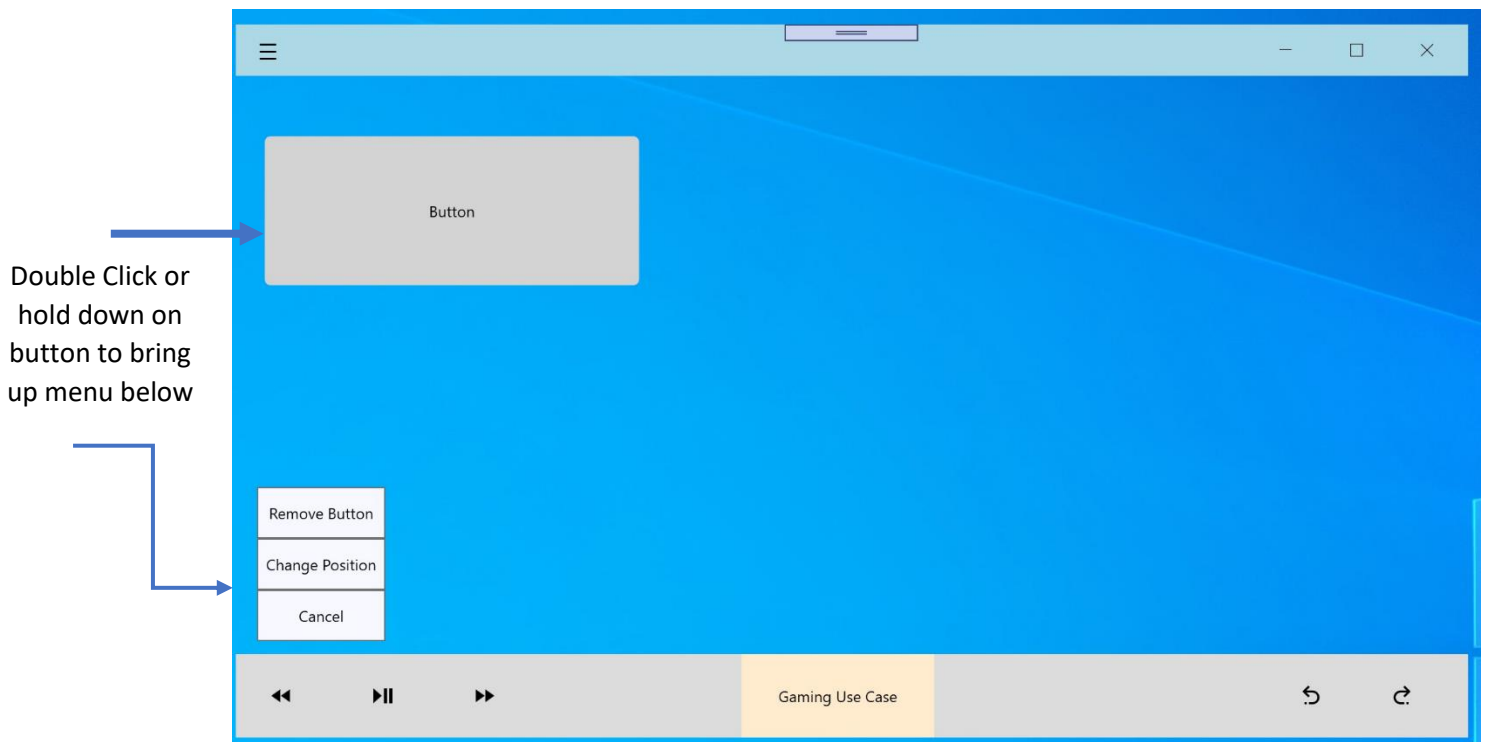 Button
Double Click or
hold down on
button to bring
up menu below
Remove Button
Change Position
Cancel
Gaming Use Case